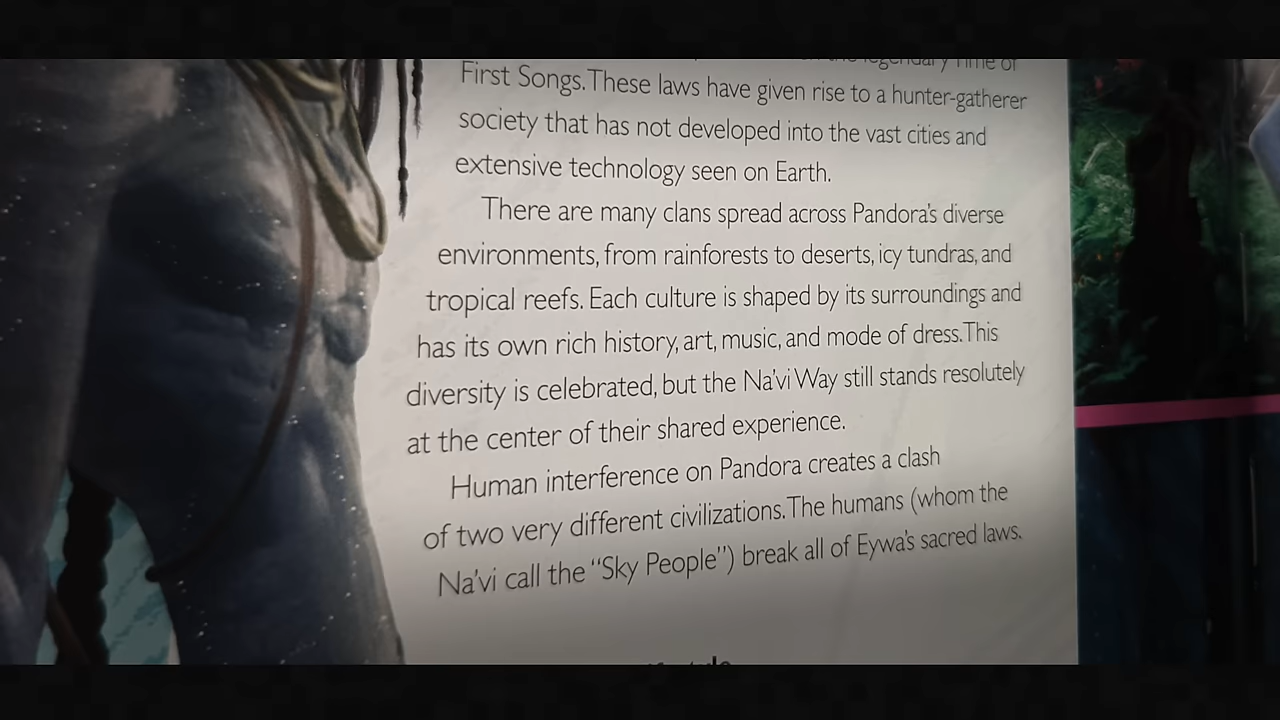 the legendary Time of
First Songs. These laws have given rise to a hunter-gatherer
society that has not developed into the vast cities and
extensive technology seen on Earth.
There are many clans spread across Pandora's diverse
environments, from rainforests to deserts, icy tundras, and
tropical reefs. Each culture is shaped by its surroundings and
has its own rich history, art, music, and mode of dress. This
diversity is celebrated, but the Na'vi Way still stands resolutely
at the center of their shared experience.
Human interference on Pandora creates a clash
of two very different civilizations. The humans (whom the
Na'vi call the “Sky People”) break all of Eywa's sacred laws.